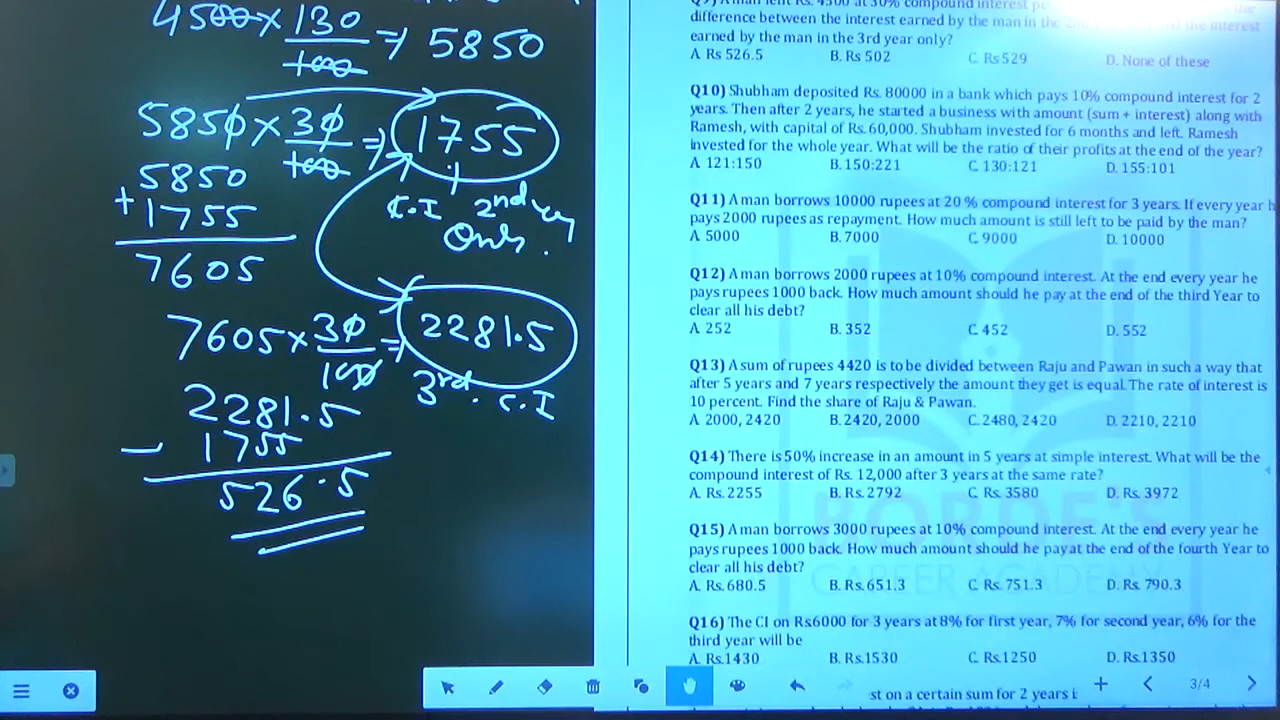 4500 × 130/100 ⇒ 5850
5850 × 30/100 ⇒ 1755
5850
+ 1755
7605
C.I 2nd
Only.
7605 × 30/100 ⇒ 2281.5
3rd. C.I
2281.5
- 1755
526.5
difference between the interest earned by the man in the
earned by the man in the 3rd year only?
A Rs 526.5 B. Rs 502 C. Rs 529 D. None of these
Q10) Shubham deposited Rs. 80000 in a bank which pays 10% compound interest for 2
years. Then after 2 years, he started a business with amount (sum + interest) along with
Ramesh, with capital of Rs. 60,000. Shubham invested for 6 months and left. Ramesh
invested for the whole year. What will be the ratio of their profits at the end of the year?
A 121:150 B. 150:221 C. 130:121 D. 155:101
Q11) A man borrows 10000 rupees at 20 % compound interest for 3 years. If every year h
pays 2000 rupees as repayment. How much amount is still left to be paid by the man?
A 5000 B. 7000 C. 9000 D. 10000
Q12) A man borrows 2000 rupees at 10% compound interest. At the end every year he
pays rupees 1000 back. How much amount should he pay at the end of the third Year to
clear all his debt?
A 252 B. 352 C. 452 D. 552
Q13) A sum of rupees 4420 is to be divided between Raju and Pawan in such a way that
after 5 years and 7 years respectively the amount they get is equal. The rate of interest is
10 percent. Find the share of Raju & Pawan.
A 2000, 2420 B. 2420, 2000 C. 2480, 2420 D. 2210, 2210
Q14) There is 50% increase in an amount in 5 years at simple interest. What will be the
compound interest of Rs. 12,000 after 3 years at the same rate?
A. Rs. 2255 B. Rs. 2792 C. Rs. 3580 D. Rs. 3972
Q15) A man borrows 3000 rupees at 10% compound interest. At the end every year he
pays rupees 1000 back. How much amount should he pay at the end of the fourth Year to
clear all his debt?
A. Rs. 680.5 B. Rs. 651.3 C. Rs. 751.3 D. Rs. 790.3
CAREER ACADEMY
Q16) The CI on Rs6000 for 3 years at 8% for first year, 7% for second year, 6% for the
third year will be
A. Rs.1430 B. Rs.1530 C. Rs.1250 D. Rs.1350
st on a certain sum for 2 years i
3/4